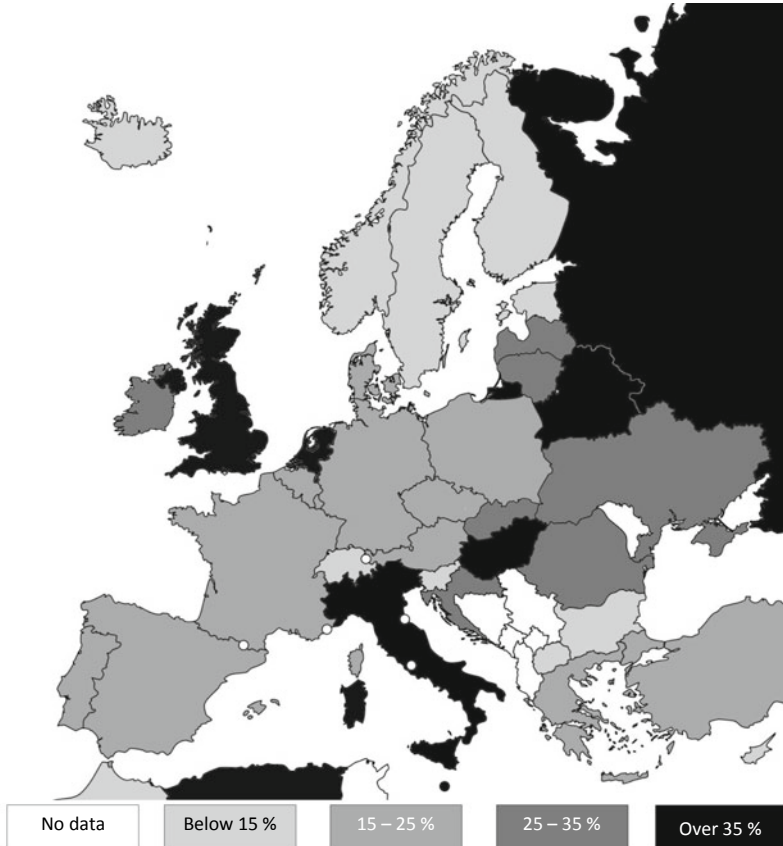 No data
Below 15 %
15 – 25 %
25 – 35 %
Over 35 %